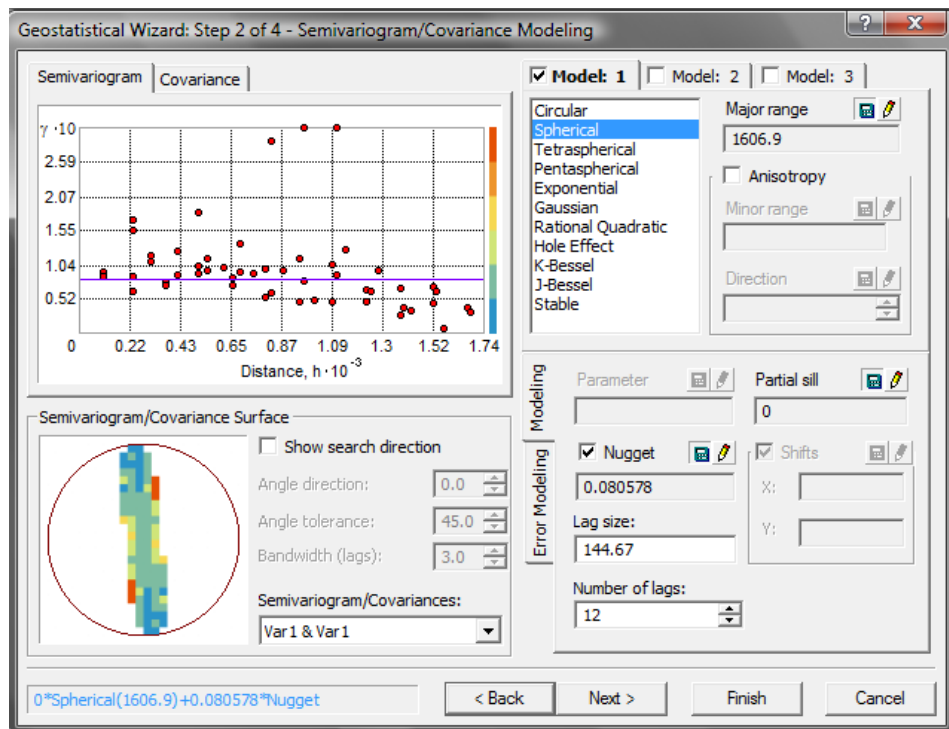 Geostatistical Wizard: Step 2 of 4 - Semivariogram/Covariance Modeling
Semivariogram
Covariance
γ ·10
2.59
2.07
1.55
1.04
0.52
0
0.22
0.43
0.65
0.87
1.09
1.3
1.52
1.74
Distance, h ·10 -3
Model: 1
Model: 2
Model: 3
Circular
Spherical
Tetraspherical
Pentaspherical
Exponential
Gaussian
Rational Quadratic
Hole Effect
K-Bessel
J-Bessel
Stable
Major range
1606.9
Anisotropy
Minor range
Direction
Semivariogram/Covariance Surface
Show search direction
Angle direction:
0.0
Angle tolerance:
45.0
Bandwidth (lags):
3.0
Semivariogram/Covariances:
Var1 & Var1
Modeling
Error Modeling
Parameter
Partial sill
0
Nugget
0.080578
Shifts
X:
Y:
Lag size:
144.67
Number of lags:
12
0*Spherical(1606.9)+0.080578*Nugget
< Back
Next >
Finish
Cancel